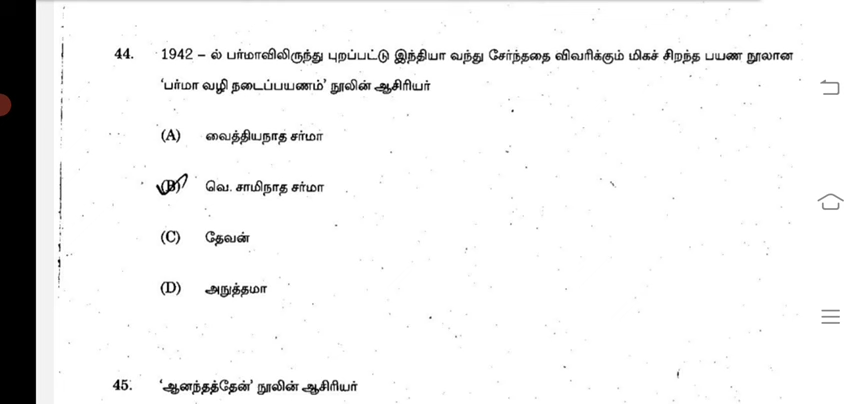 44. 1942 – ல் பர்மாவிலிருந்து புறப்பட்டு இந்தியா வந்து சேர்ந்ததை விவரிக்கும் மிகச் சிறந்த பயண நூலான
‘பர்மா வழி நடைப்பயணம்’ நூலின் ஆசிரியர்
(A) வைத்தியநாத சர்மா
(B) வெ. சாமிநாத சர்மா
(C) தேவன்
(D) அநுத்தமா
45. ‘ஆனந்தத்தேன்’ நூலின் ஆசிரியர்